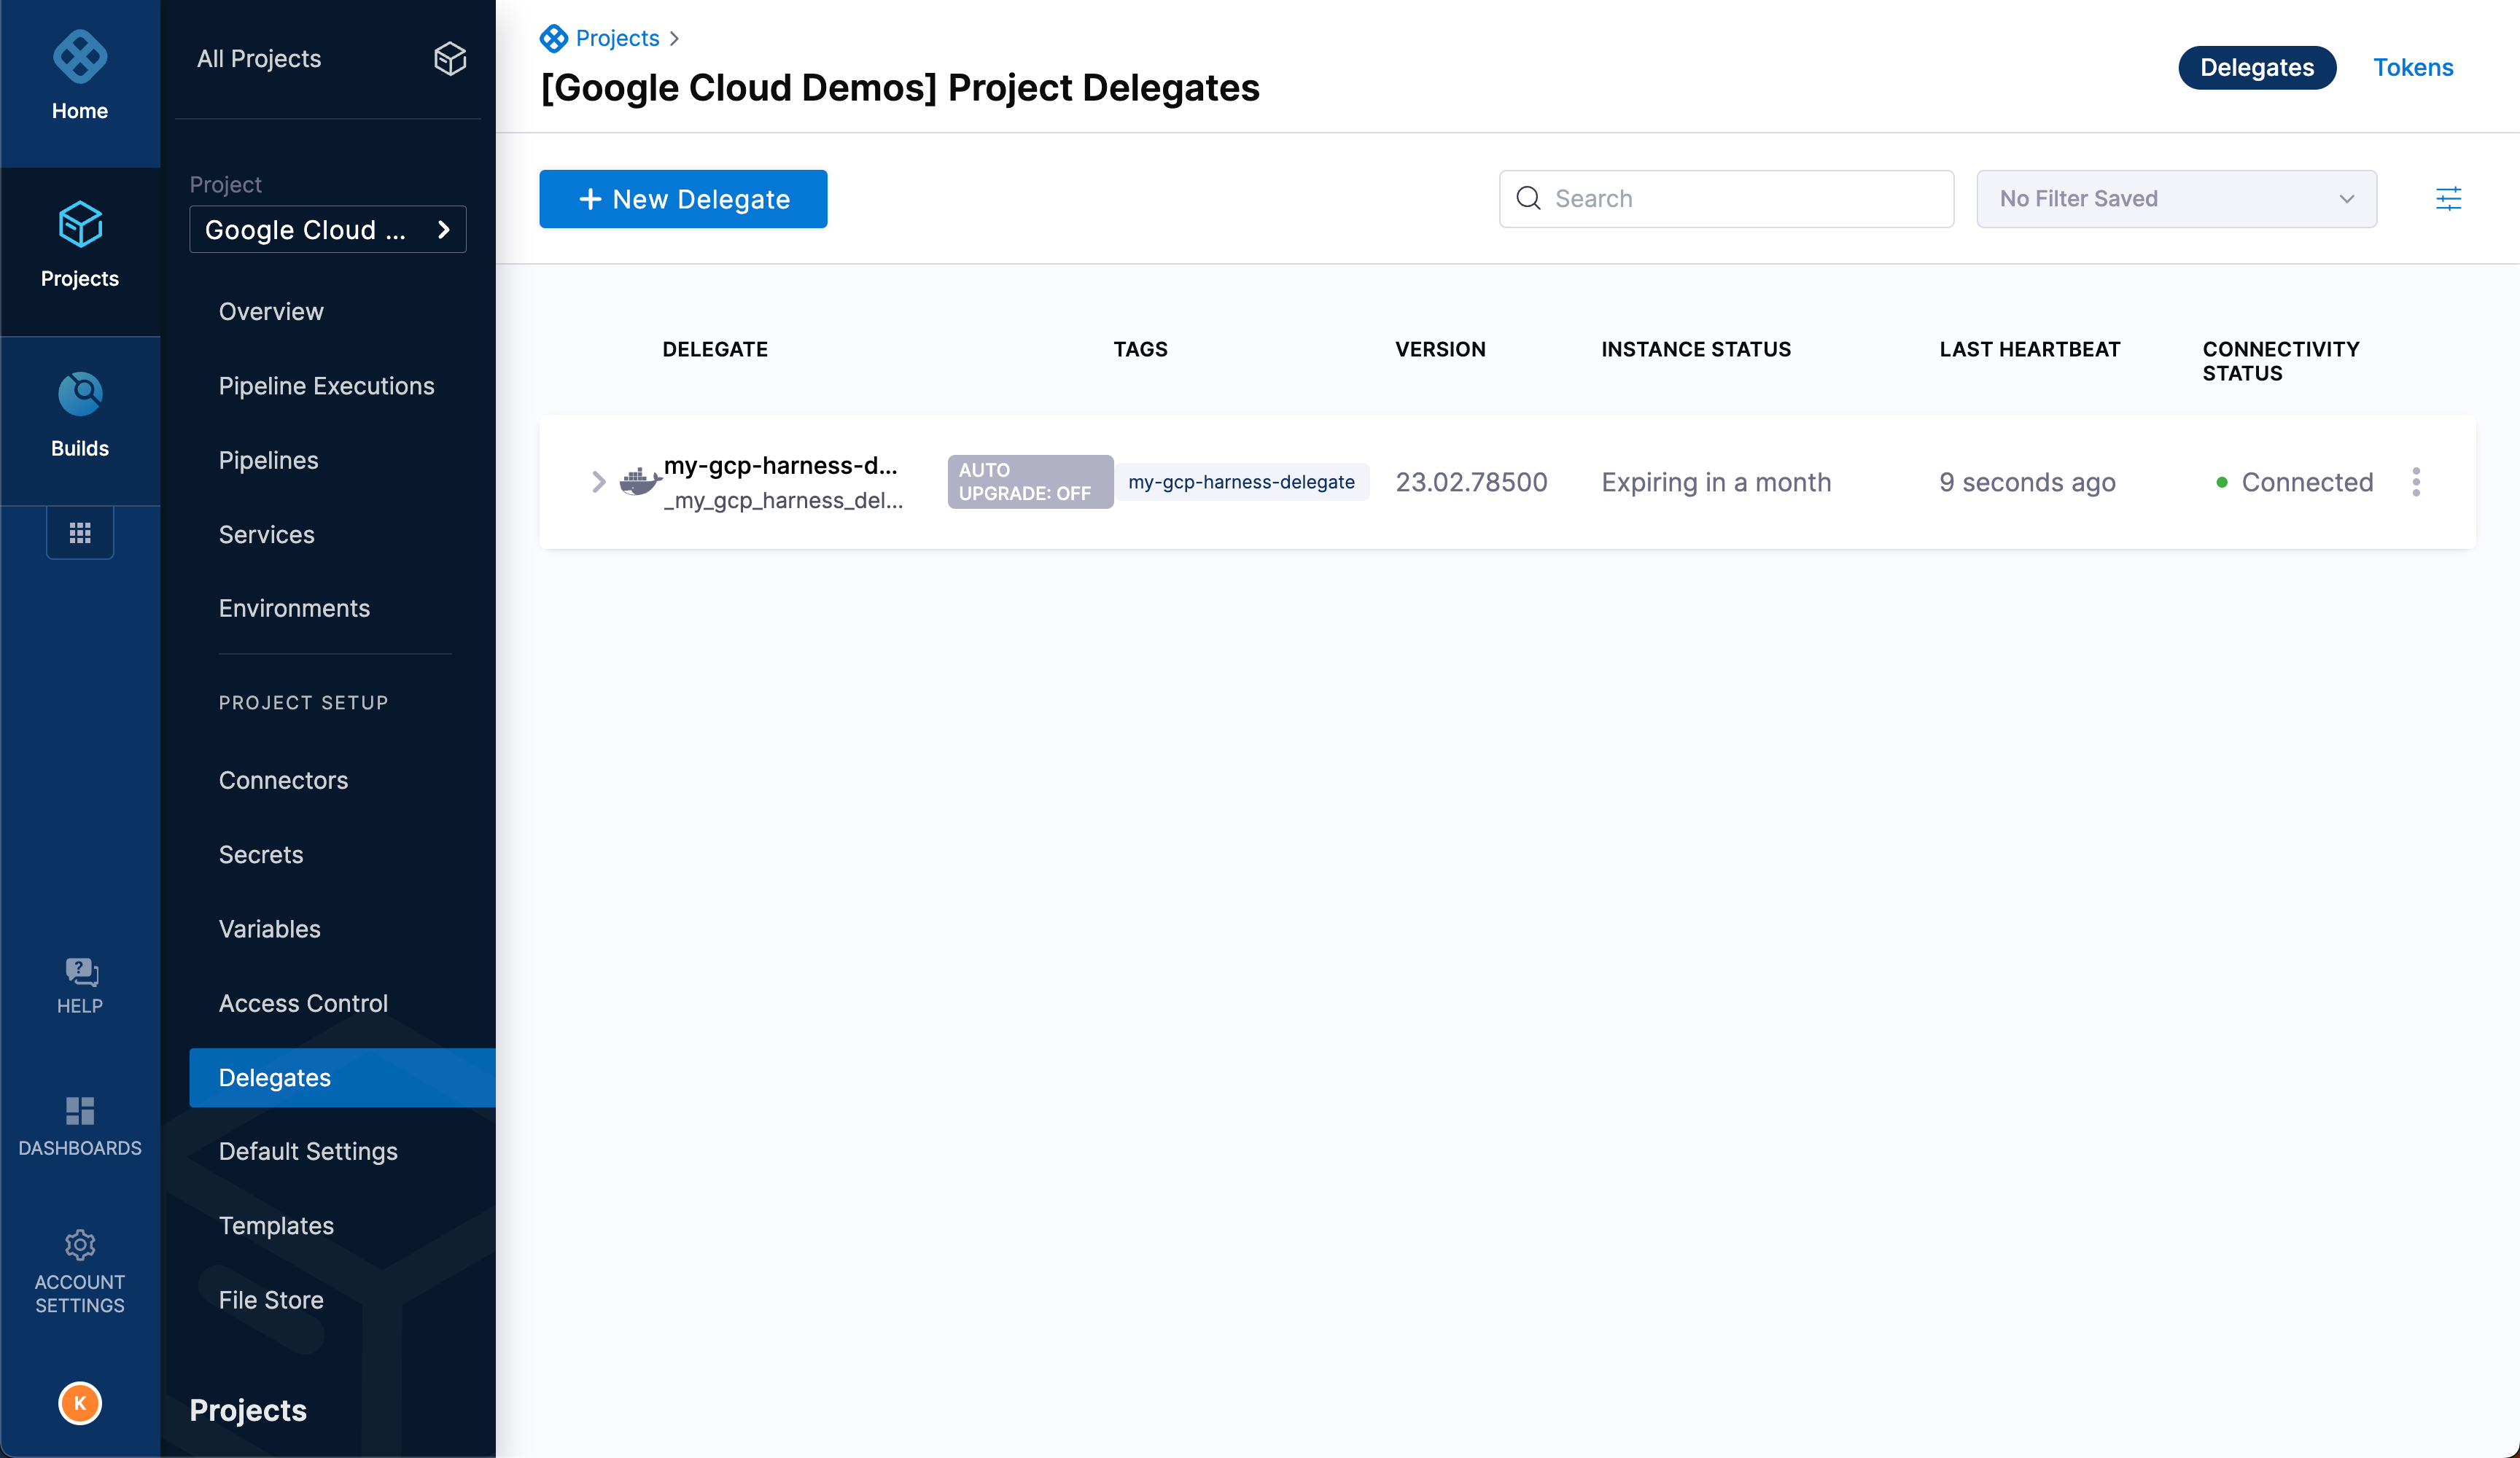 Home
Projects
Builds
HELP
DASHBOARDS
ACCOUNT
SETTINGS
K
All Projects
Project
Google Cloud ...
Overview
Pipeline Executions
Pipelines
Services
Environments
PROJECT SETUP
Connectors
Secrets
Variables
Access Control
Delegates
Default Settings
Templates
File Store
Projects
Projects
[Google Cloud Demos] Project Delegates
Delegates
Tokens
+ New Delegate
Search
No Filter Saved
DELEGATE
TAGS
VERSION
INSTANCE STATUS
LAST HEARTBEAT
CONNECTIVITY
STATUS
my-gcp-harness-d...
_my_gcp_harness_del...
AUTO
UPGRADE: OFF
my-gcp-harness-delegate
23.02.78500
Expiring in a month
9 seconds ago
Connected